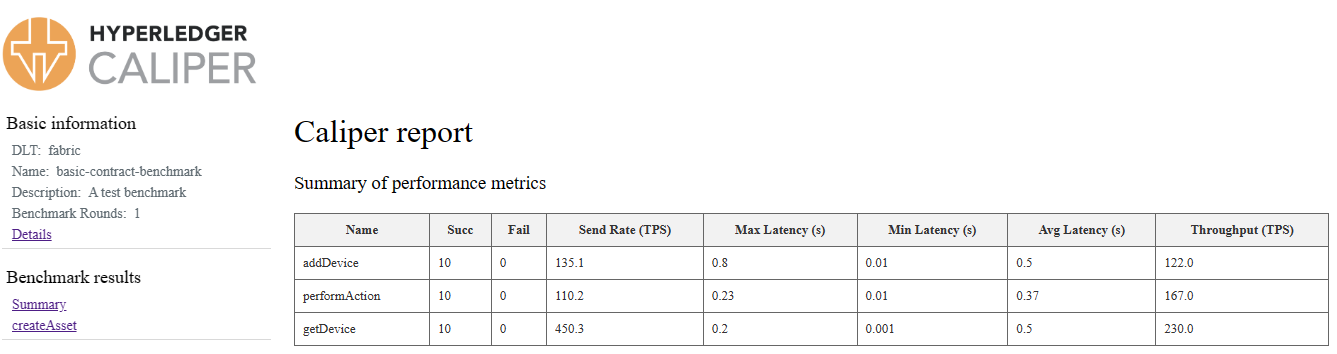 HYPERLEDGER
CALIPER
Basic information
DLT: fabric
Name: basic-contract-benchmark
Description: A test benchmark
Benchmark Rounds: 1
Details
Benchmark results
Summary
createAsset
Caliper report
Summary of performance metrics
Name Succ Fail Send Rate (TPS) Max Latency (s) Min Latency (s) Avg Latency (s) Throughput (TPS)
addDevice 10 0 135.1 0.8 0.01 0.5 122.0
performAction 10 0 110.2 0.23 0.01 0.37 167.0
getDevice 10 0 450.3 0.2 0.001 0.5 230.0